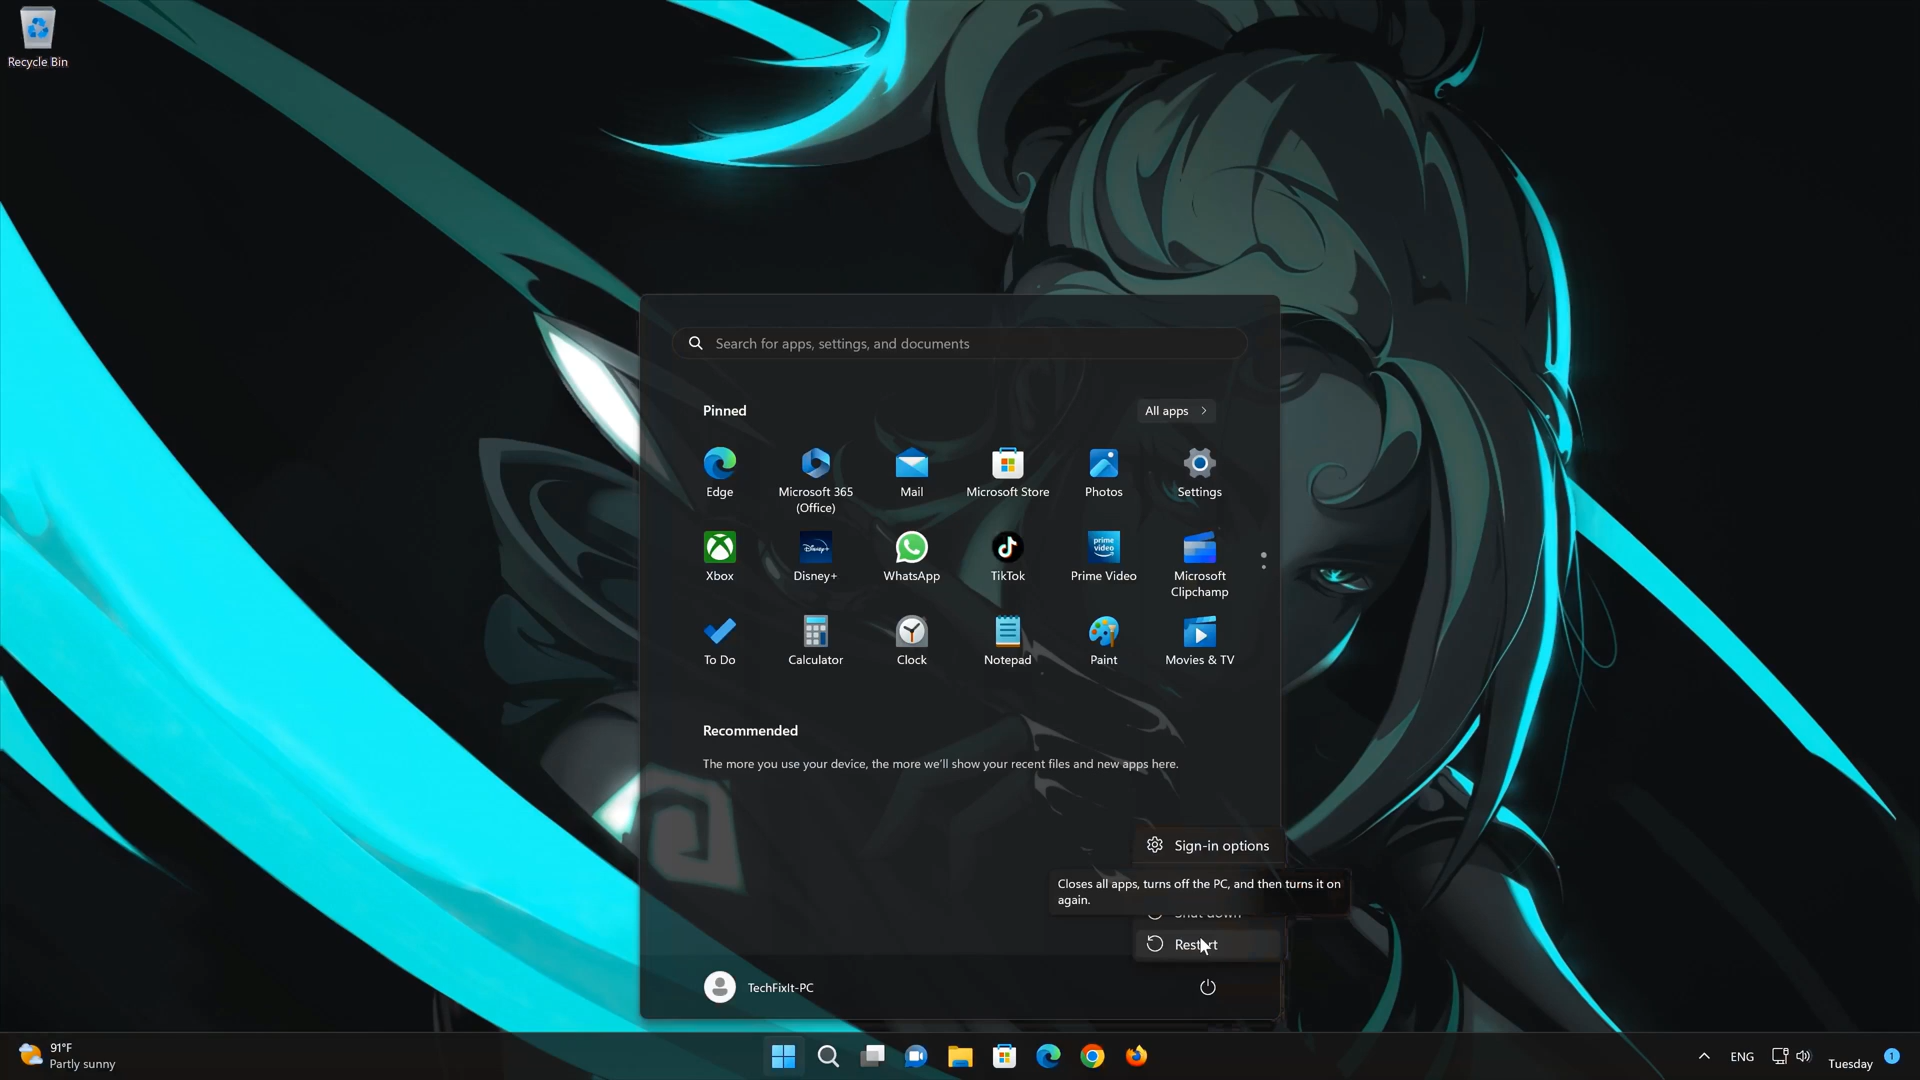 Recycle Bin
Search for apps, settings, and documents
Pinned
All apps
Edge
Microsoft 365
(Office)
Mail
Microsoft Store
Photos
Settings
Xbox
Disney+
Disney+
WhatsApp
TikTok
prime
video
Prime Video
Microsoft
Clipchamp
To Do
Calculator
Clock
Notepad
Paint
Movies & TV
Recommended
The more you use your device, the more we'll show your recent files and new apps here.
Sign-in options
Closes all apps, turns off the PC, and then turns it on
again.
Shut down
Restart
TechFixIt-PC
91°F
Partly sunny
ENG
Tuesday
1